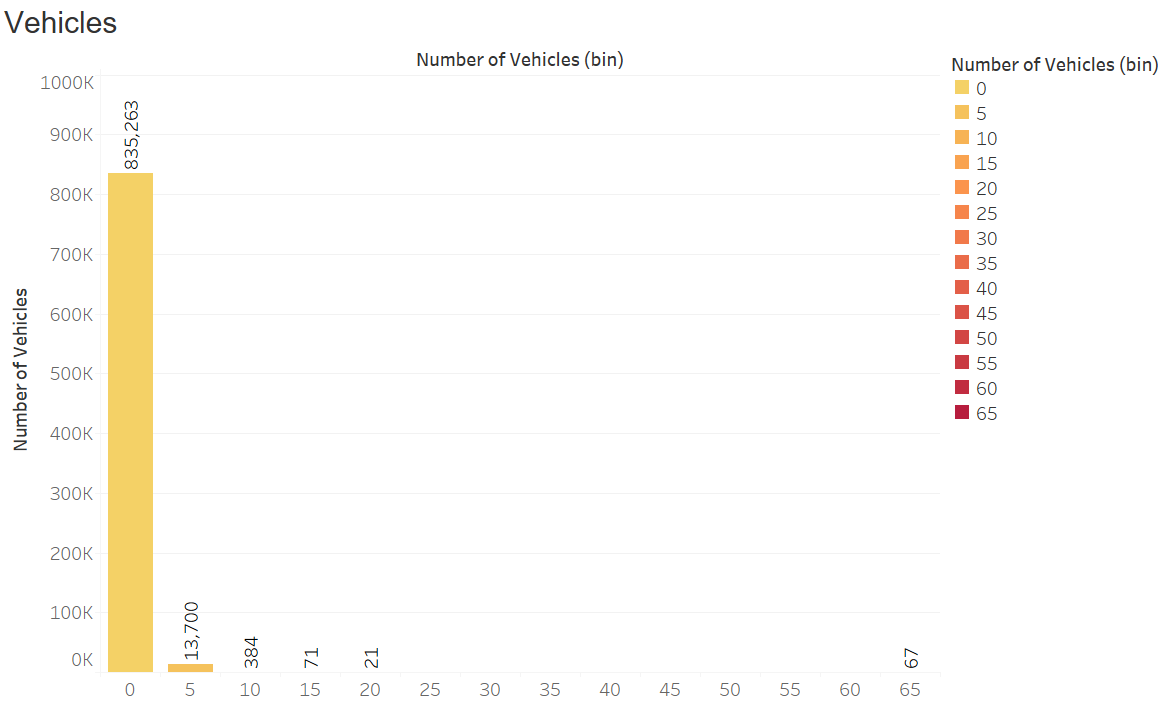 Vehicles
Number of Vehicles (bin)
Number of Vehicles
1000K
900K
800K
700K
600K
500K
400K
300K
200K
100K
0K
835,263
13,700
384
71
21
67
0 5 10 15 20 25 30 35 40 45 50 55 60 65
Number of Vehicles (bin)
0
5
10
15
20
25
30
35
40
45
50
55
60
65